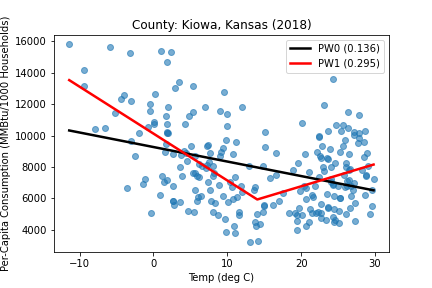 County: Kiowa, Kansas (2018)
Per-Capita Consumption (MMBtu/1000 Households)
16000
14000
12000
10000
8000
6000
4000
PW0 (0.136)
PW1 (0.295)
−10 0 10 20 30
Temp (deg C)